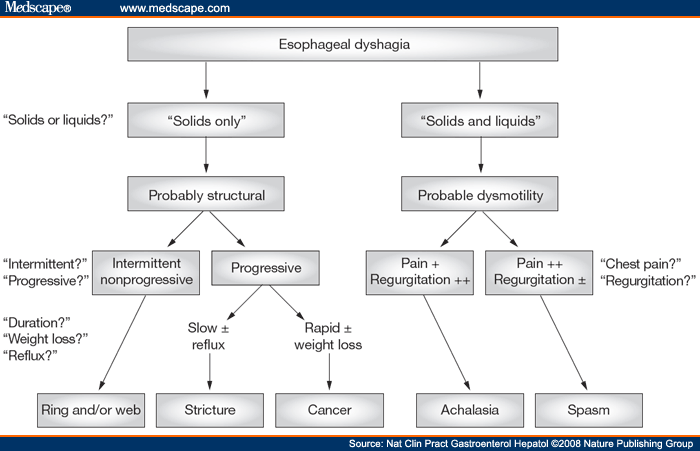 Medscape® www.medscape.com
Esophageal dyshagia
“Solids or liquids?” “Solids only” “Solids and liquids”
Probably structural Probable dysmotility
“Intermittent?”
“Progressive?”
Intermittent
nonprogressive
Progressive
Pain +
Regurgitation ++
Pain ++
Regurgitation ±
“Chest pain?”
“Regurgitation?”
“Duration?”
“Weight loss?”
“Reflux?”
Slow ±
reflux
Rapid ±
weight loss
Ring and/or web Stricture Cancer Achalasia Spasm
Source: Nat Clin Pract Gastroenterol Hepatol ©2008 Nature Publishing Group